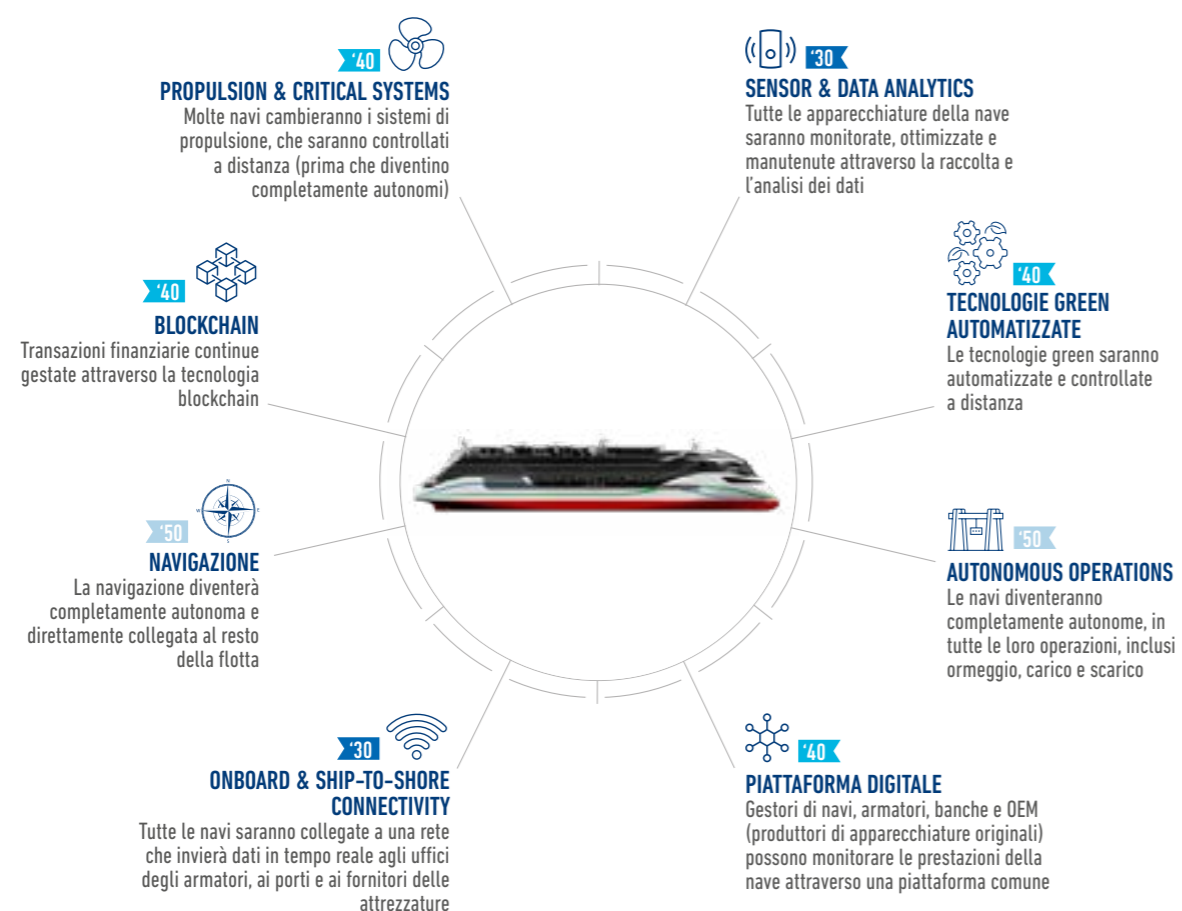 ‘40
PROPULSION & CRITICAL SYSTEMS
Molte navi cambieranno i sistemi di
propulsione, che saranno controllati
a distanza (prima che diventino
completamente autonomi)
‘30
SENSOR & DATA ANALYTICS
Tutte le apparecchiature della nave
saranno monitorate, ottimizzate e
manutenute attraverso la raccolta e
l’analisi dei dati
‘40
BLOCKCHAIN
Transazioni finanziarie continue
gestate attraverso la tecnologia
blockchain
‘40
TECNOLOGIE GREEN
AUTOMATIZZATE
Le tecnologie green saranno
automatizzate e controllate
a distanza
N
W
E
S
‘50
NAVIGAZIONE
La navigazione diventerà
completamente autonoma e
direttamente collegata al resto
della flotta
‘50
AUTONOMOUS OPERATIONS
Le navi diventeranno
completamente autonome, in
tutte le loro operazioni, inclusi
ormeggio, carico e scarico
‘30
ONBOARD & SHIP-TO-SHORE
CONNECTIVITY
Tutte le navi saranno collegate a una rete
che invierà dati in tempo reale agli uffici
degli armatori, ai porti e ai fornitori delle
attrezzature
‘40
PIATTAFORMA DIGITALE
Gestori di navi, armatori, banche e OEM
(produttori di apparecchiature originali)
possono monitorare le prestazioni della
nave attraverso una piattaforma comune